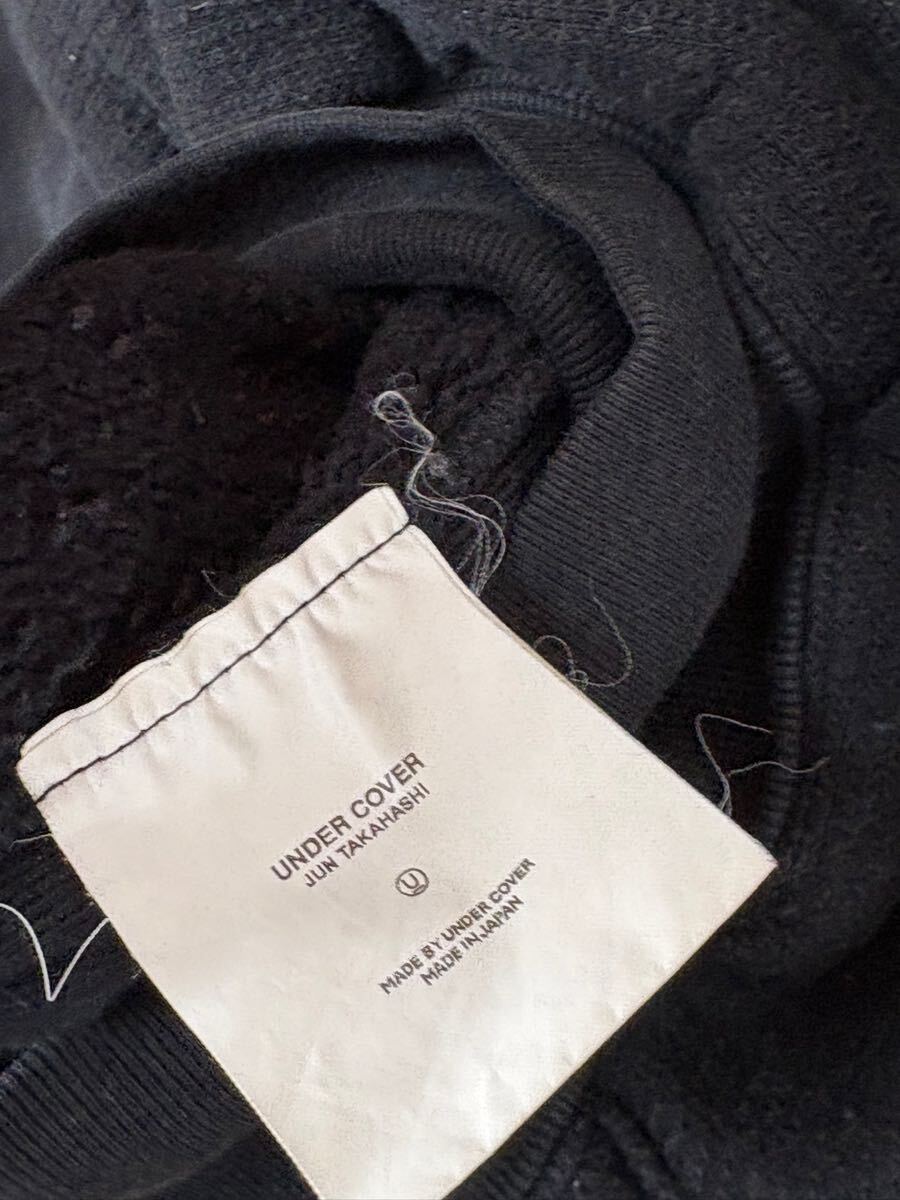 UNDER COVER
JUN TAKAHASHI
U
MADE BY UNDER COVER
MADE IN JAPAN